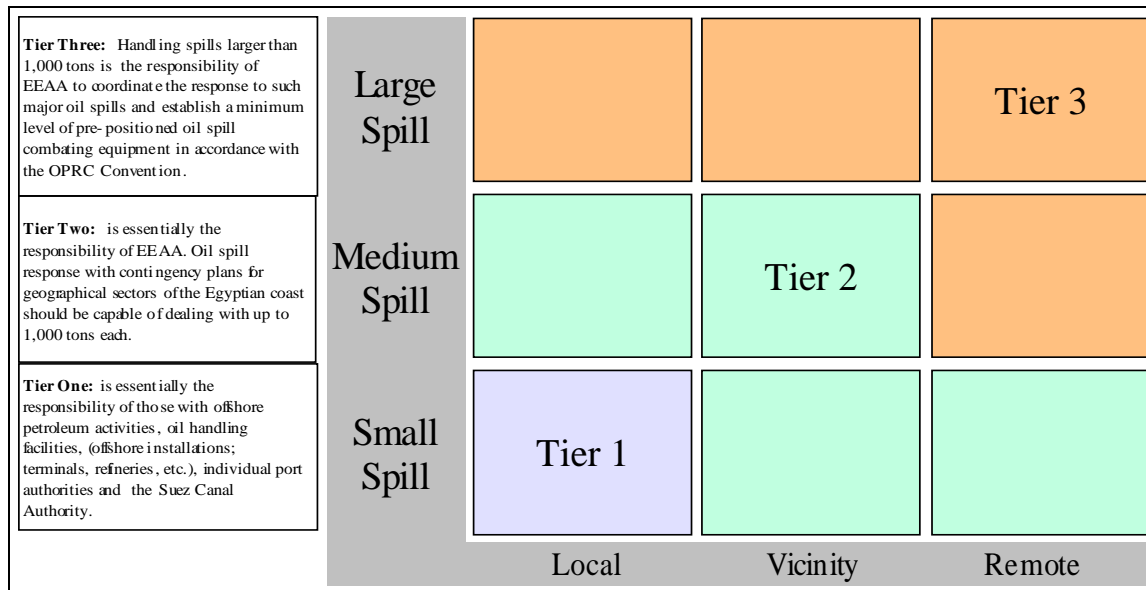 Tier Three: Handling spills larger than
1,000 tons is the responsibility of
EEAA to coordinate the response to such
major oil spills and establish a minimum
level of pre-positioned oil spill
combating equipment in accordance with
the OPRC Convention.
Tier Two: is essentially the
responsibility of EEAA. Oil spill
response with contingency plans for
geographical sectors of the Egyptian coast
should be capable of dealing with up to
1,000 tons each.
Tier One: is essentially the
responsibility of those with offshore
petroleum activities, oil handling
facilities, (offshore installations;
terminals, refineries, etc.), individual port
authorities and the Suez Canal
Authority.
Large
Spill
Tier 3
Medium
Spill
Tier 2
Small
Spill
Tier 1
Local
Vicinity
Remote